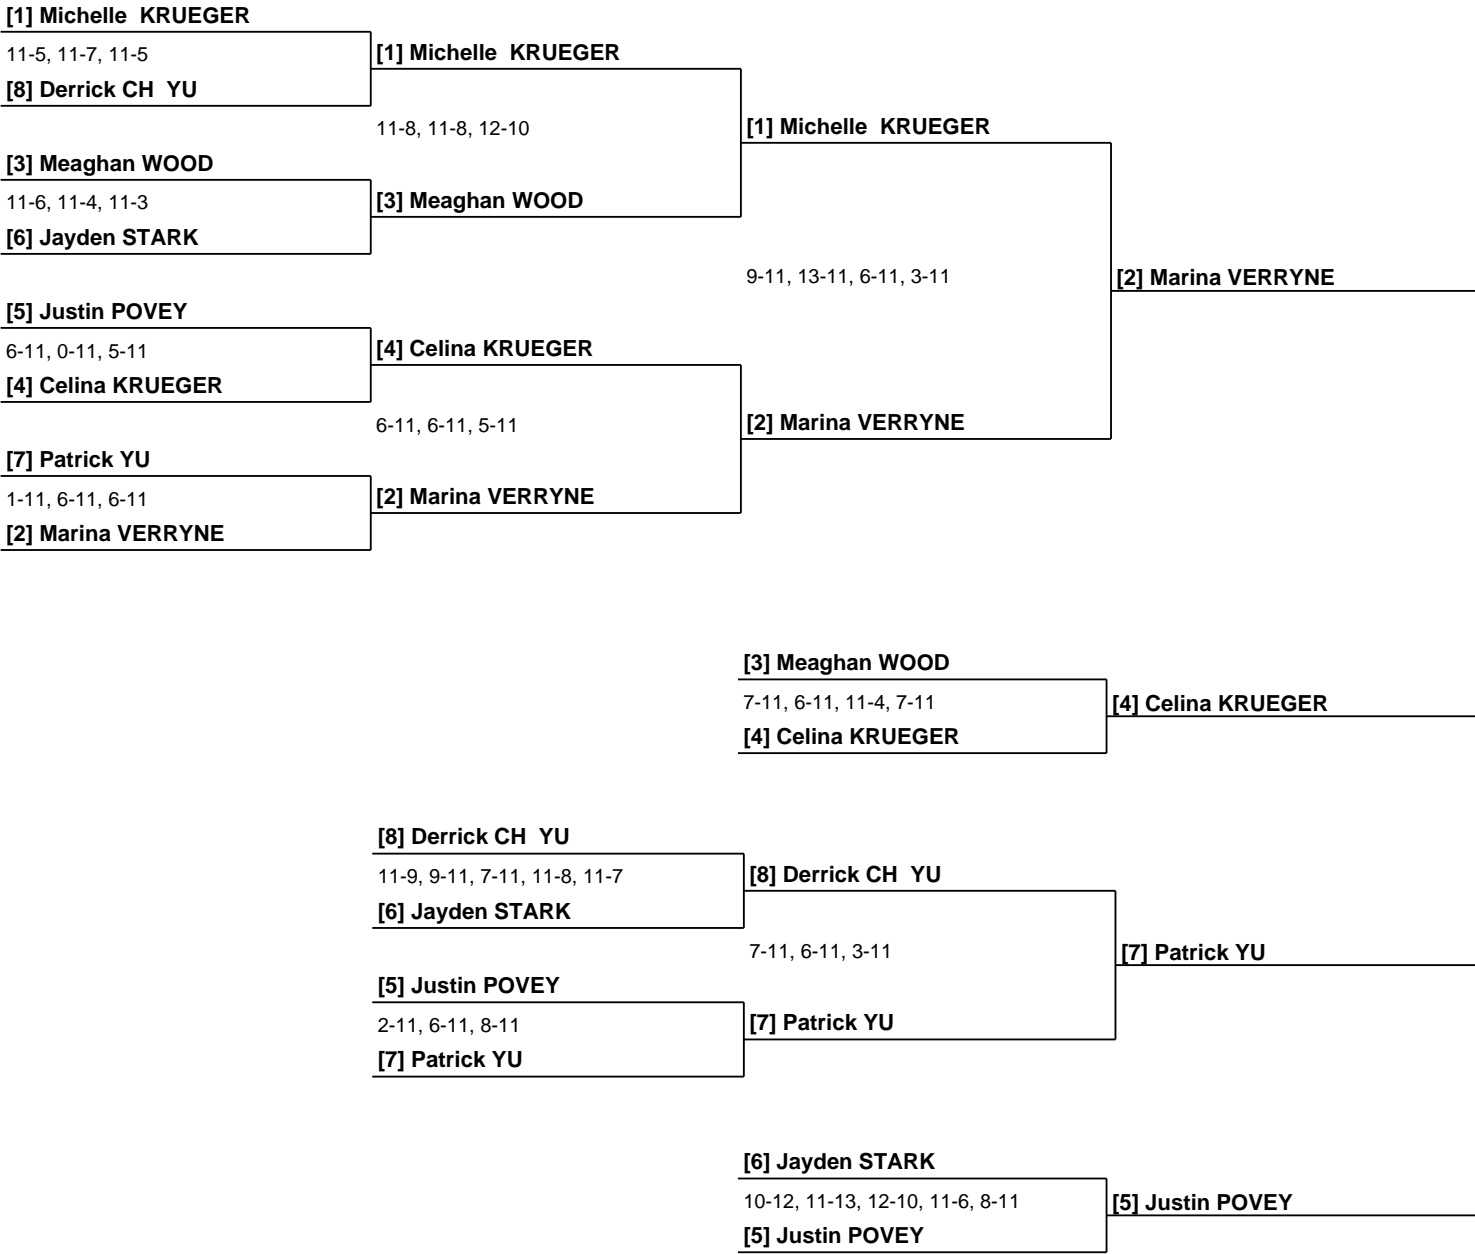 [1] Michelle  KRUEGER
11-5, 11-7, 11-5
[1] Michelle  KRUEGER
[8] Derrick CH  YU
11-8, 11-8, 12-10
[1] Michelle  KRUEGER
[3] Meaghan WOOD
11-6, 11-4, 11-3
[3] Meaghan WOOD
[6] Jayden STARK
9-11, 13-11, 6-11, 3-11
[2] Marina VERRYNE
[5] Justin POVEY
6-11, 0-11, 5-11
[4] Celina KRUEGER
[4] Celina KRUEGER
6-11, 6-11, 5-11
[2] Marina VERRYNE
[7] Patrick YU
1-11, 6-11, 6-11
[2] Marina VERRYNE
[2] Marina VERRYNE
[3] Meaghan WOOD
7-11, 6-11, 11-4, 7-11
[4] Celina KRUEGER
[4] Celina KRUEGER
[8] Derrick CH  YU
11-9, 9-11, 7-11, 11-8, 11-7
[8] Derrick CH  YU
[6] Jayden STARK
7-11, 6-11, 3-11
[7] Patrick YU
[5] Justin POVEY
2-11, 6-11, 8-11
[7] Patrick YU
[7] Patrick YU
[6] Jayden STARK
10-12, 11-13, 12-10, 11-6, 8-11
[5] Justin POVEY
[5] Justin POVEY